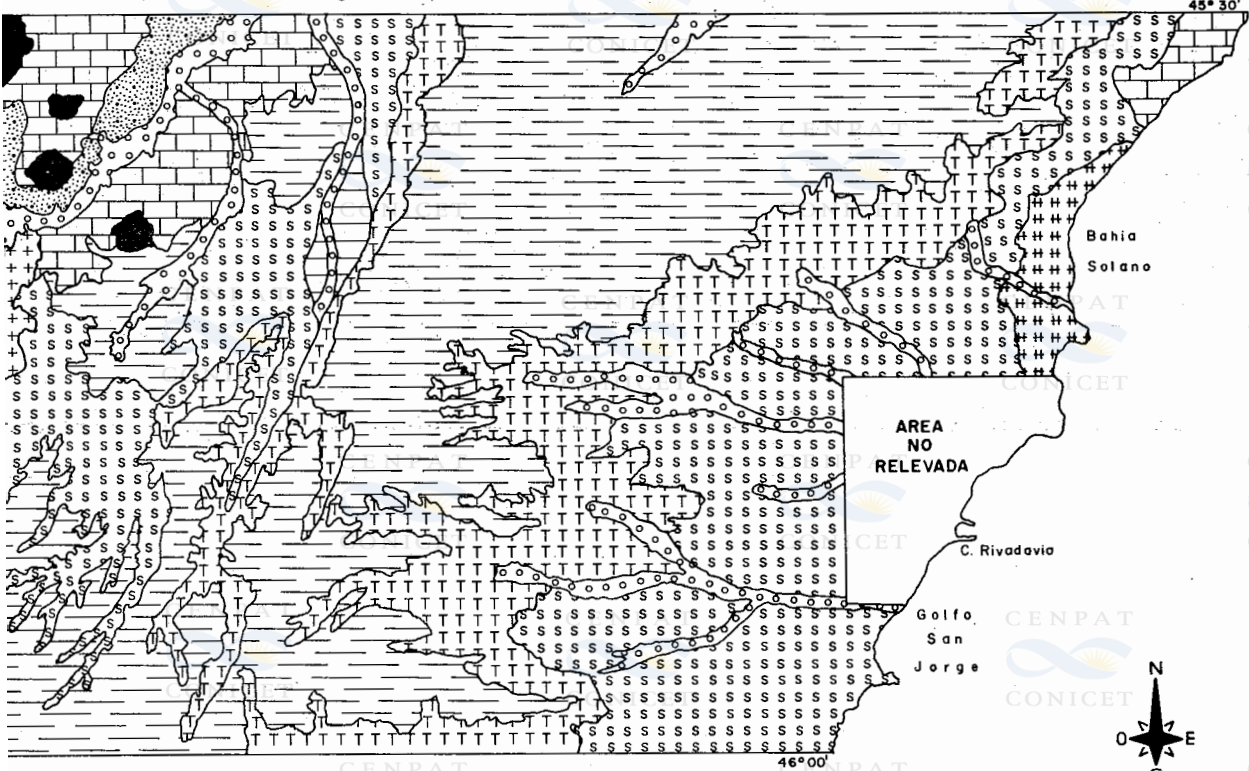 45° 30'
Bahia
Solano
AREA
NO
RELEVADA
C. Rivadavia
Golfo
San
Jorge
N
O E
S
46°00'
CENPAT
CONICET